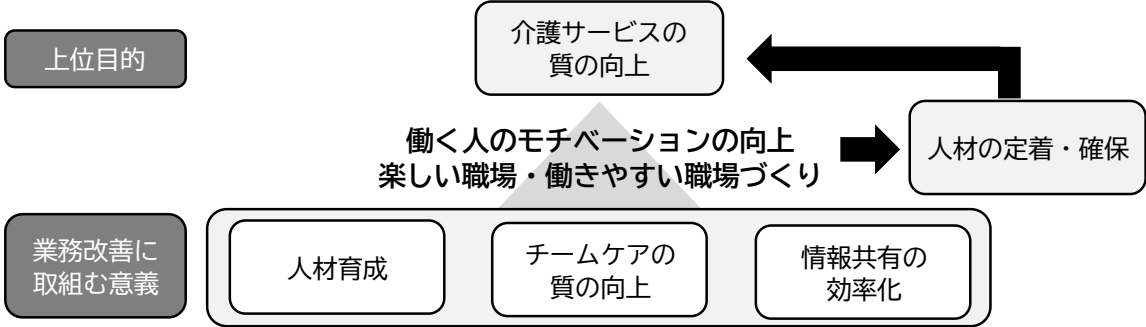 上位目的
介護サービスの
質の向上
働く人のモチベーションの向上
楽しい職場・働きやすい職場づくり
人材の定着・確保
業務改善に
取組む意義
人材育成
チームケアの
質の向上
情報共有の
効率化